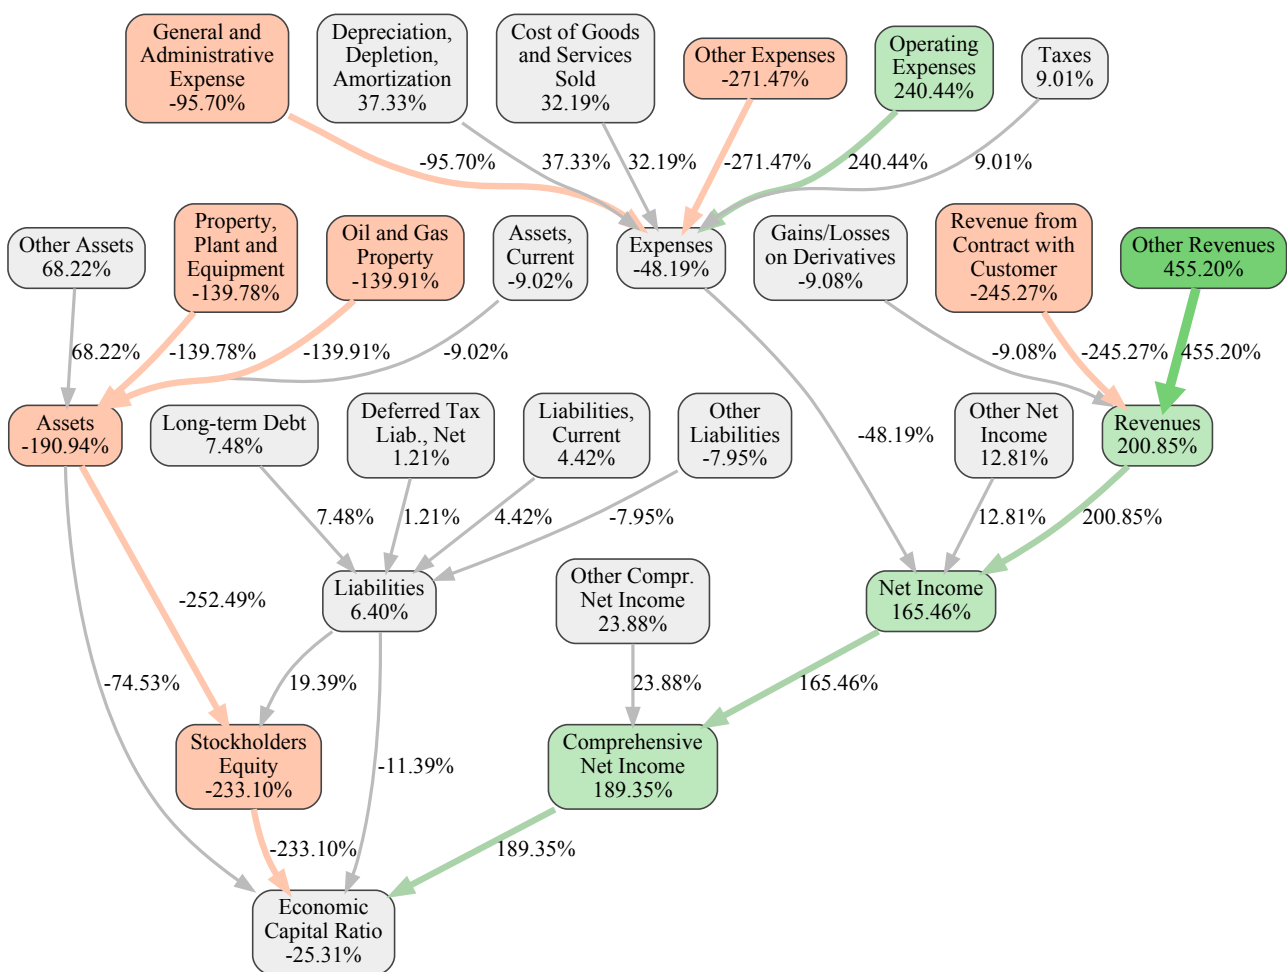 General and
Administrative
Expense
-95.70%
Depreciation,
Depletion,
Amortization
37.33%
Cost of Goods
and Services
Sold
32.19%
Other Expenses
-271.47%
Operating
Expenses
240.44%
Taxes
9.01%
-95.70%
37.33%
32.19%
-271.47%
240.44%
9.01%
Other Assets
68.22%
Property,
Plant and
Equipment
-139.78%
Oil and Gas
Property
-139.91%
Assets,
Current
-9.02%
Expenses
-48.19%
Gains/Losses
on Derivatives
-9.08%
Revenue from
Contract with
Customer
-245.27%
Other Revenues
455.20%
68.22%
-139.78%
-139.91%
-9.02%
-9.08%
-245.27%
455.20%
Assets
-190.94%
Long-term Debt
7.48%
Deferred Tax
Liab., Net
1.21%
Liabilities,
Current
4.42%
Other
Liabilities
-7.95%
-48.19%
Other Net
Income
12.81%
Revenues
200.85%
7.48%
1.21%
4.42%
-7.95%
12.81%
200.85%
-252.49%
Liabilities
6.40%
Other Compr.
Net Income
23.88%
Net Income
165.46%
-74.53%
19.39%
23.88%
165.46%
Stockholders
Equity
-233.10%
-11.39%
Comprehensive
Net Income
189.35%
-233.10%
189.35%
Economic
Capital Ratio
-25.31%